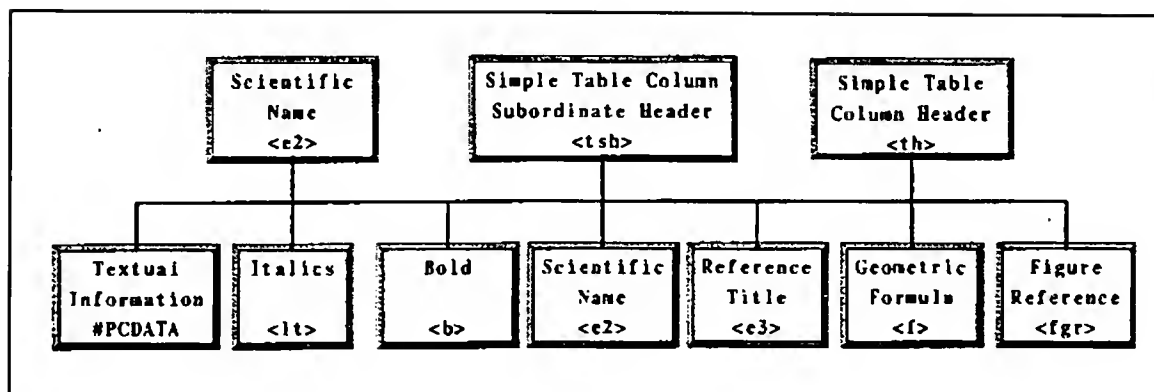 Scientific
Name
<e2>
Simple Table Column
Subordinate Header
<tsb>
Simple Table
Column Header
<th>
Textual
Information
#PCDATA
Italics
<it>
Bold
<b>
Scientific
Name
<e2>
Reference
Title
<e3>
Geometric
Formula
<f>
Figure
Reference
<fgr>